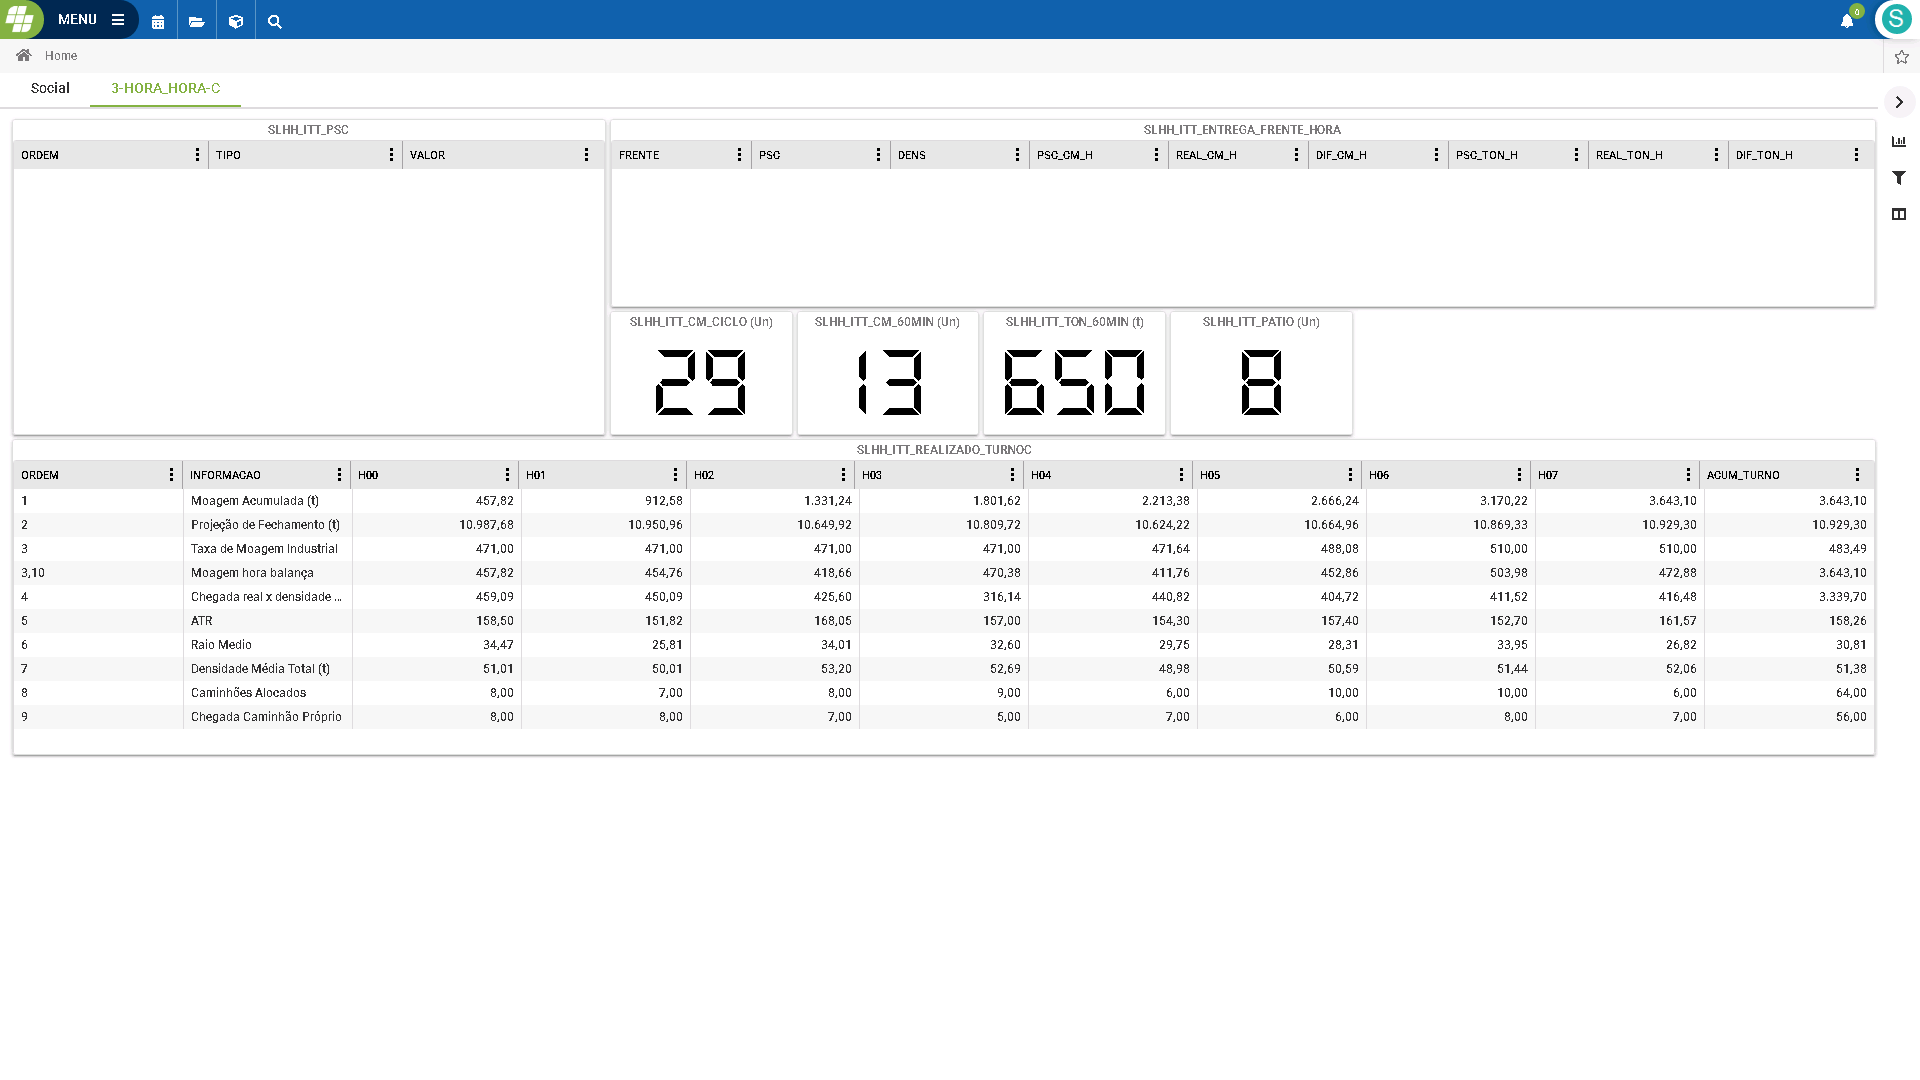 MENU
0
S
Home
Social 3-HORA_HORA-C
SLHH_ITT_PSC
ORDEM TIPO VALOR
SLHH_ITT_ENTREGA_FRENTE_HORA
FRENTE PSC DENS PSC_CM_H REAL_CM_H DIF_CM_H PSC_TON_H REAL_TON_H DIF_TON_H
SLHH_ITT_CM_CICLO (Un) SLHH_ITT_CM_60MIN (Un) SLHH_ITT_TON_60MIN (t) SLHH_ITT_PATIO (Un)
29 13 650 8
SLHH_ITT_REALIZADO_TURNOC
ORDEM INFORMACAO H00 H01 H02 H03 H04 H05 H06 H07 ACUM_TURNO
1 Moagem Acumulada (t) 457,82 912,58 1.331,24 1.801,62 2.213,38 2.666,24 3.170,22 3.643,10 3.643,10
2 Projeção de Fechamento (t) 10.987,68 10.950,96 10.649,92 10.809,72 10.624,22 10.664,96 10.869,33 10.929,30 10.929,30
3 Taxa de Moagem Industrial 471,00 471,00 471,00 471,00 471,64 488,08 510,00 510,00 483,49
3,10 Moagem hora balança 457,82 454,76 418,66 470,38 411,76 452,86 503,98 472,88 3.643,10
4 Chegada real x densidade ... 459,09 450,09 425,60 316,14 440,82 404,72 411,52 416,48 3.339,70
5 ATR 158,50 151,82 168,05 157,00 154,30 157,40 152,70 161,57 158,26
6 Raio Medio 34,47 25,81 34,01 32,60 29,75 28,31 33,95 26,82 30,81
7 Densidade Média Total (t) 51,01 50,01 53,20 52,69 48,98 50,59 51,44 52,06 51,38
8 Caminhões Alocados 8,00 7,00 8,00 9,00 6,00 10,00 10,00 6,00 64,00
9 Chegada Caminhão Próprio 8,00 8,00 7,00 5,00 7,00 6,00 8,00 7,00 56,00